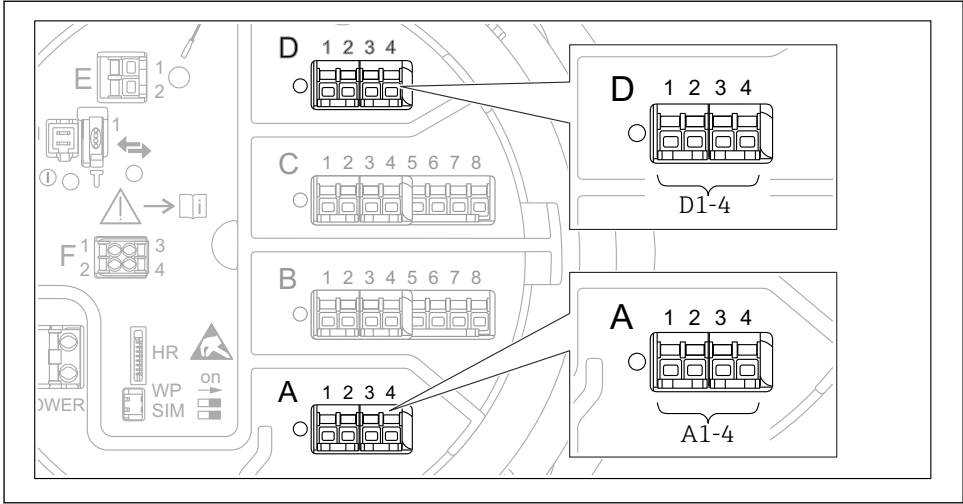 D 1 2 3 4
D 1 2 3 4
D1-4
E 1
2
1
C 1 2 3 4 5 6 7 8
i
F 1 3
2 4
B 1 2 3 4 5 6 7 8
A 1 2 3 4
A1-4
HR
on
WP
SIM
OWER
A 1 2 3 4